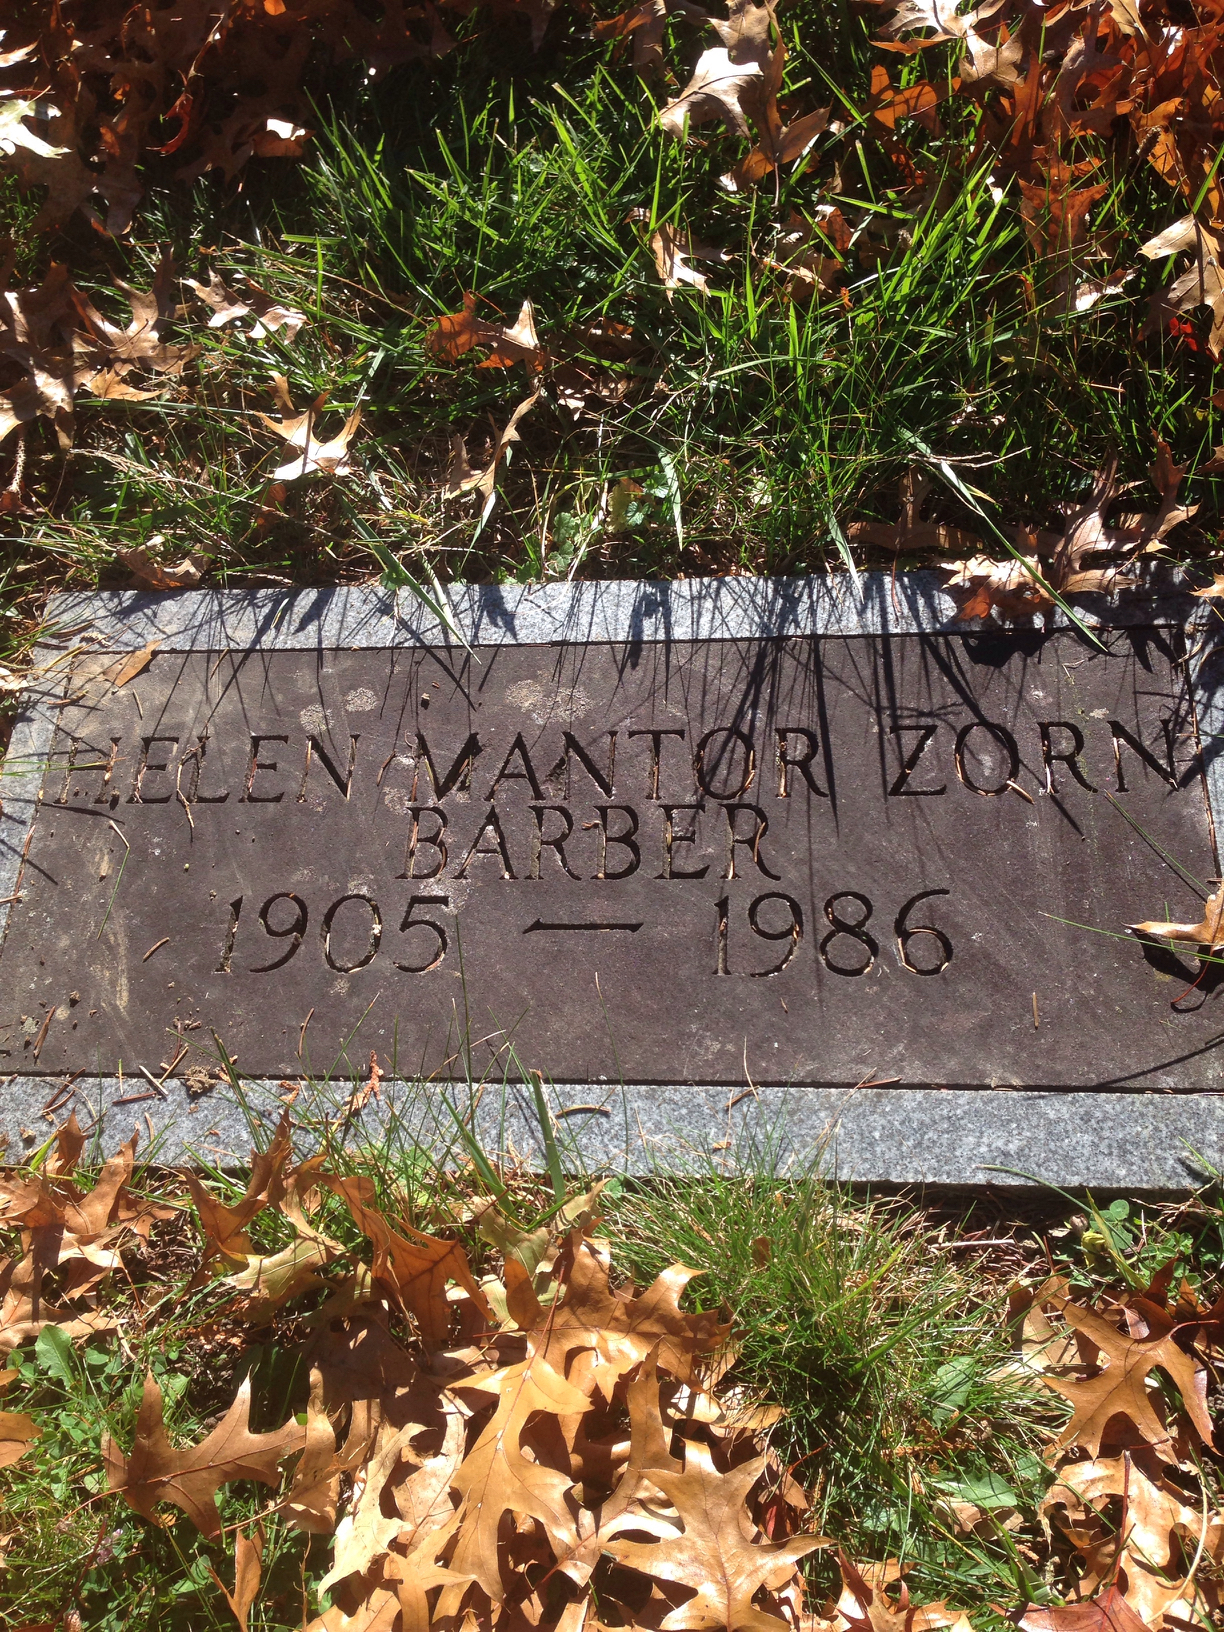 HELEN MANTOR ZORN
BARBER
1905 — 1986